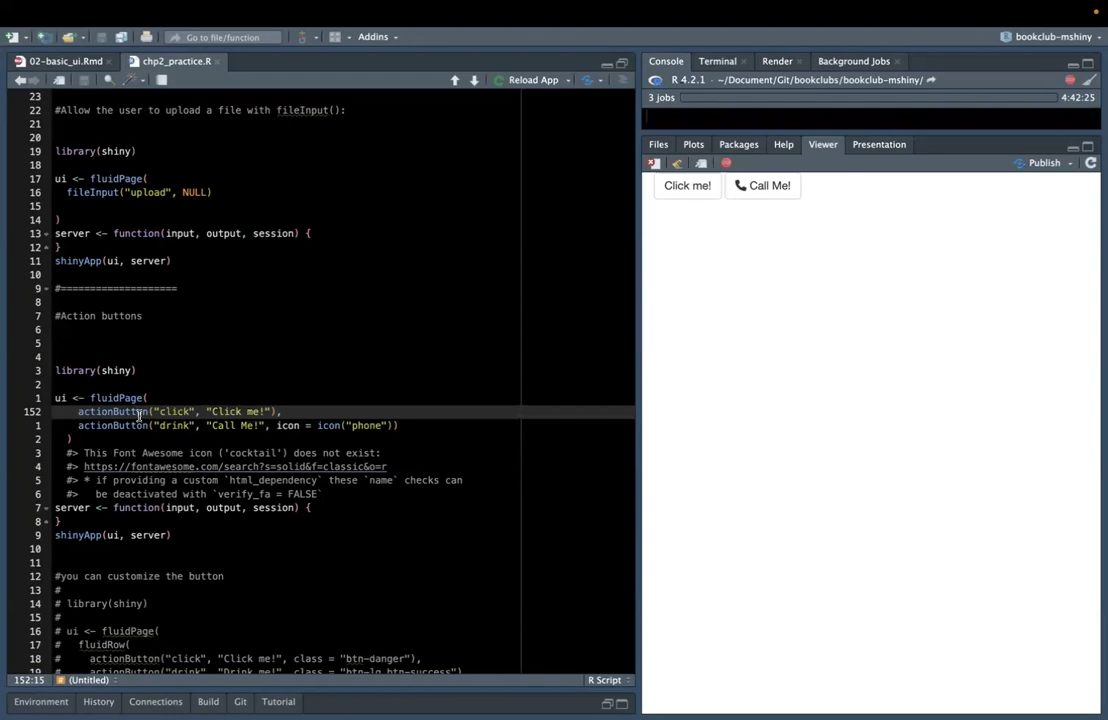 Go to file/function
Addins
bookclub-mshiny
02-basic_ui.Rmd
chp2_practice.R
Reload App
23
22 #Allow the user to upload a file with fileInput():
21
20
19 library(shiny)
18
17 ui <- fluidPage(
16 fileInput("upload", NULL)
15
14 )
13 server <- function(input, output, session) {
12 }
11 shinyApp(ui, server)
10
9 #====================
8
7 #Action buttons
6
5
4
3 library(shiny)
2
1 ui <- fluidPage(
152 actionButton("click", "Click me!"),
1 actionButton("drink", "Call Me!", icon = icon("phone"))
2 )
3 #> This Font Awesome icon ('cocktail') does not exist:
4 #> https://fontawesome.com/search?s=solid&f=classic&o=r
5 #> * if providing a custom `html_dependency` these `name` checks can
6 #> be deactivated with `verify_fa = FALSE`
7 server <- function(input, output, session) {
8 }
9 shinyApp(ui, server)
10
11
12 #you can customize the button
13 #
14 # library(shiny)
15 #
16 # ui <- fluidPage(
17 # fluidRow(
18 # actionButton("click", "Click me!", class = "btn-danger"),
19 # actionButton("drink", "Drink me!", class = "btn-lg btn-success")
152:15 (Untitled) R Script
Environment History Connections Build Git Tutorial
Console Terminal Render Background Jobs
R 4.2.1 · ~/Document/Git/bookclubs/bookclub-mshiny/
3 jobs 4:42:25
Files Plots Packages Help Viewer Presentation
Publish
Click me! Call Me!